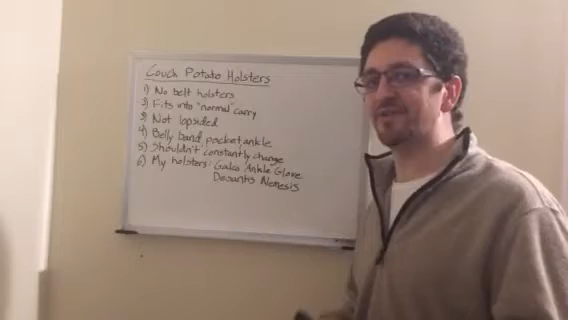 Couch Potato Holsters
1) No belt holsters
2) Fits into "normal" carry
3) Not lopsided
4) Belly band, pocket, ankle
5) Shouldn't constantly change
6) My holsters: Galco Ankle Glove
Desantis Nemesis